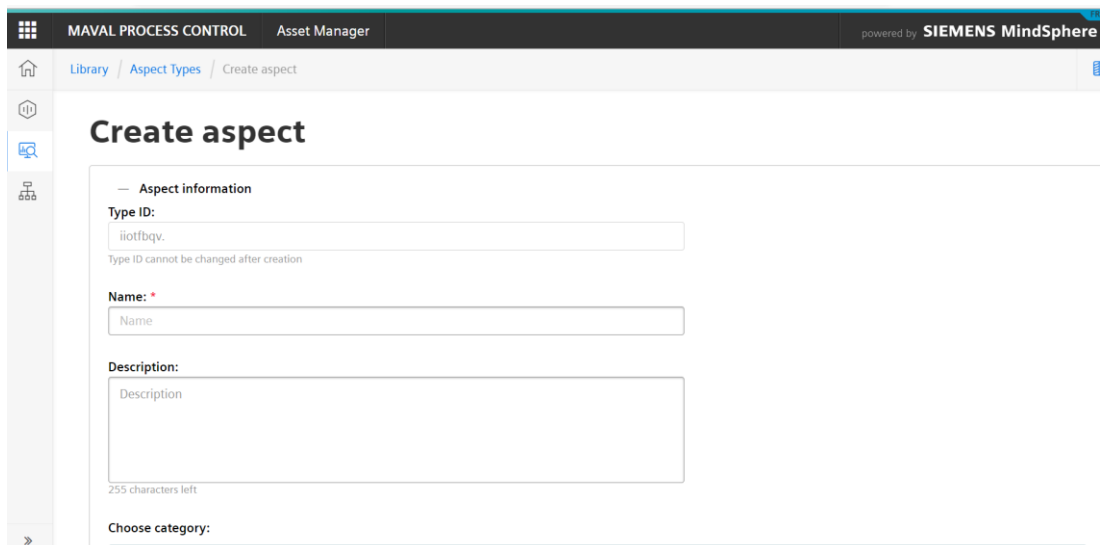 MAVAL PROCESS CONTROL Asset Manager powered by SIEMENS MindSphere
Library / Aspect Types / Create aspect
Create aspect
— Aspect information
Type ID:
iiotfbqv.
Type ID cannot be changed after creation
Name: *
Name
Description:
Description
255 characters left
Choose category: